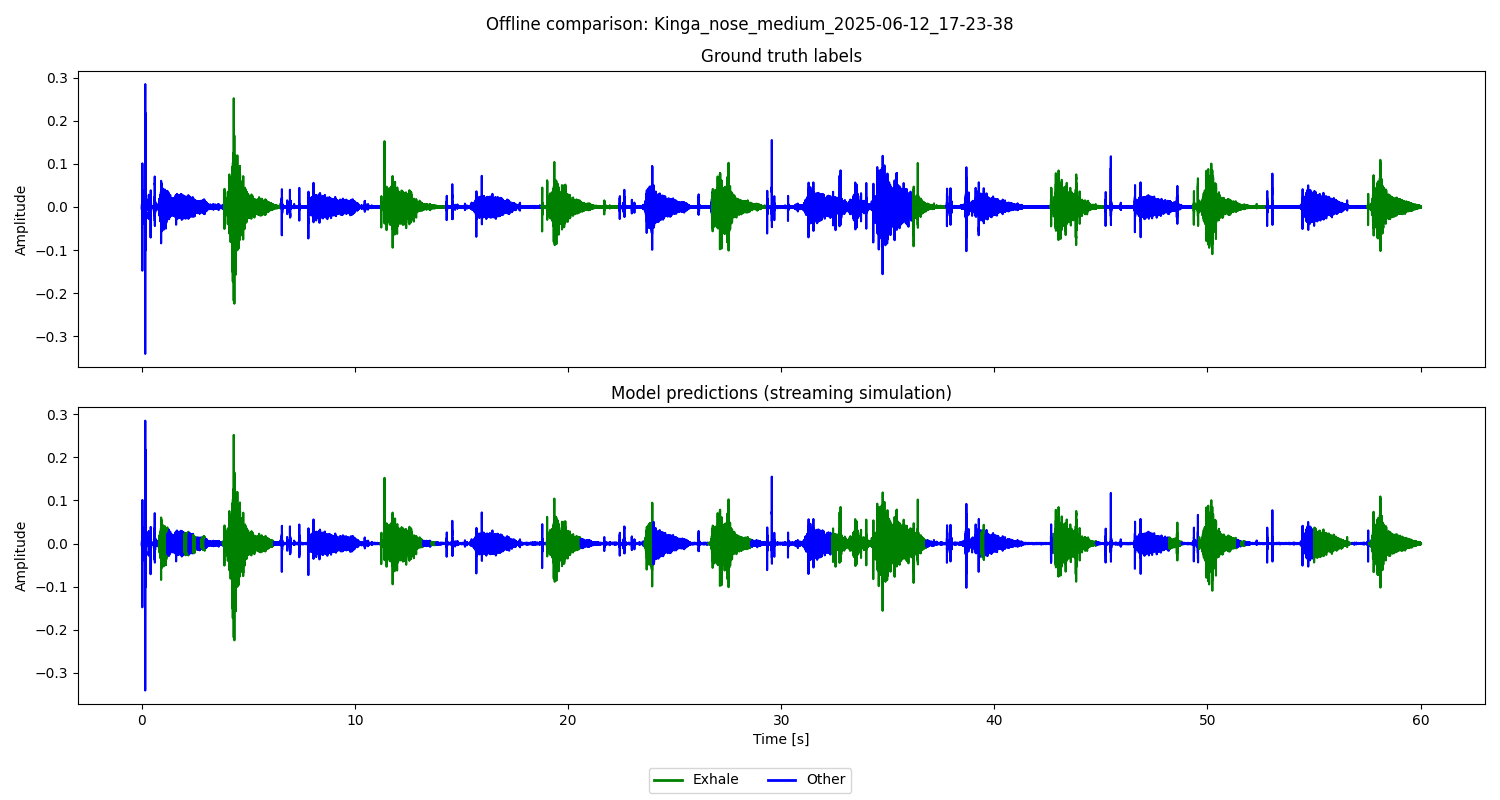 Offline comparison: Kinga_nose_medium_2025-06-12_17-23-38
Ground truth labels
0.3
0.2
0.1
0.0
−0.1
−0.2
−0.3
Amplitude
Model predictions (streaming simulation)
0.3
0.2
0.1
0.0
−0.1
−0.2
−0.3
Amplitude
0 10 20 30 40 50 60
Time [s]
Exhale Other